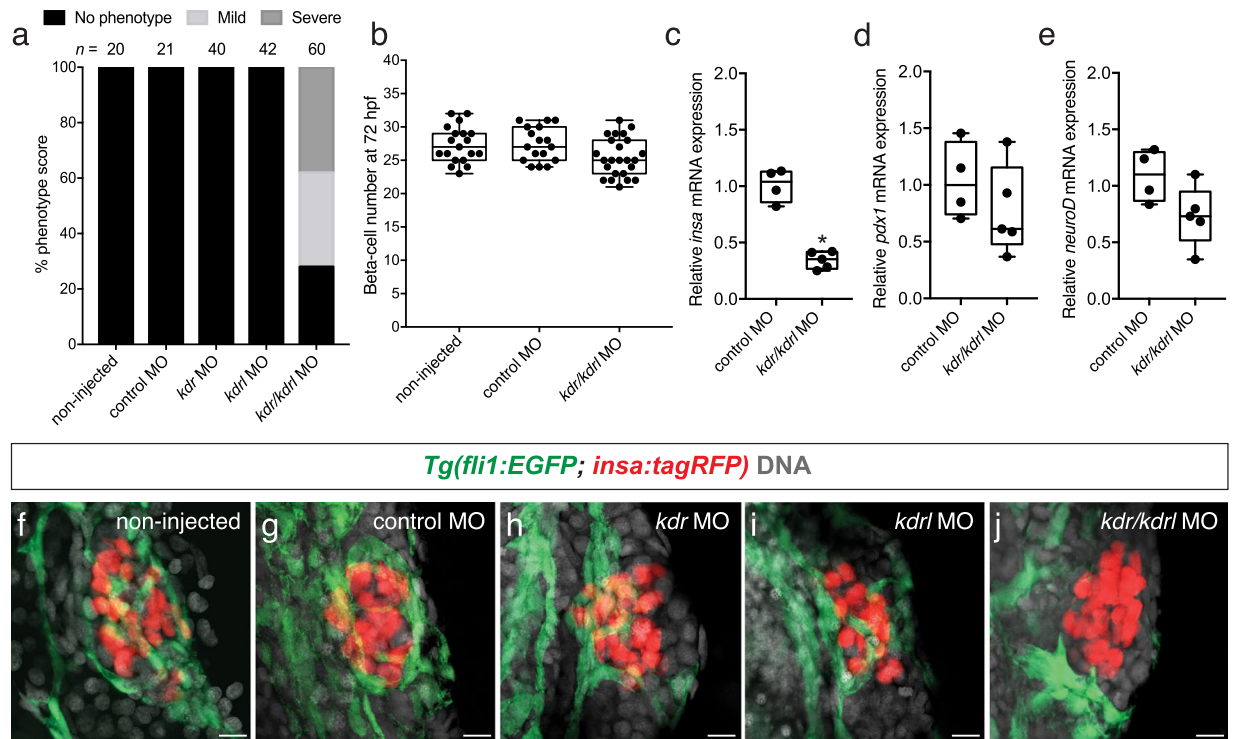 No phenotype Mild Severe
a
n = 20 21 40 42 60
% phenotype score
100
80
60
40
20
0
non-injected
control MO
kdr MO
kdrl MO
kdr/kdrl MO
b
Beta-cell number at 72 hpf
40
35
30
25
20
15
10
5
0
non-injected
control MO
kdr/kdrl MO
c
Relative insa mRNA expression
2.0
1.5
1.0
0.5
0.0
*
control MO
kdr/kdrl MO
d
Relative pdx1 mRNA expression
2.0
1.5
1.0
0.5
0.0
control MO
kdr/kdrl MO
e
Relative neuroD mRNA expression
2.0
1.5
1.0
0.5
0.0
control MO
kdr/kdrl MO
Tg(fli1:EGFP; insa:tagRFP) DNA
f non-injected
g control MO
h kdr MO
i kdrl MO
j kdr/kdrl MO